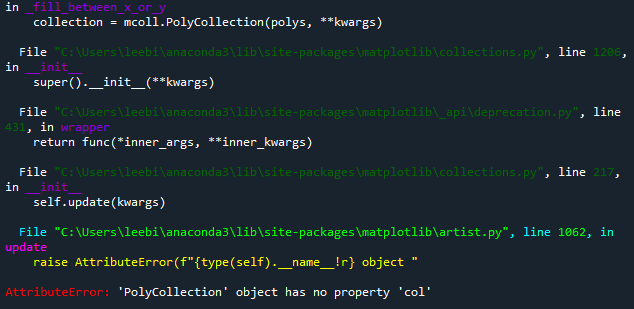 in _fill_between_x_or_y
collection = mcoll.PolyCollection(polys, **kwargs)
File "C:\Users\leebi\anaconda3\lib\site-packages\matplotlib\collections.py", line 1206,
in __init__
super().__init__(**kwargs)
File "C:\Users\leebi\anaconda3\lib\site-packages\matplotlib\_api\deprecation.py", line
431, in wrapper
return func(*inner_args, **inner_kwargs)
File "C:\Users\leebi\anaconda3\lib\site-packages\matplotlib\collections.py", line 217,
in __init__
self.update(kwargs)
File "C:\Users\leebi\anaconda3\lib\site-packages\matplotlib\artist.py", line 1062, in
update
raise AttributeError(f"{type(self).__name__!r} object "
AttributeError: 'PolyCollection' object has no property 'col'